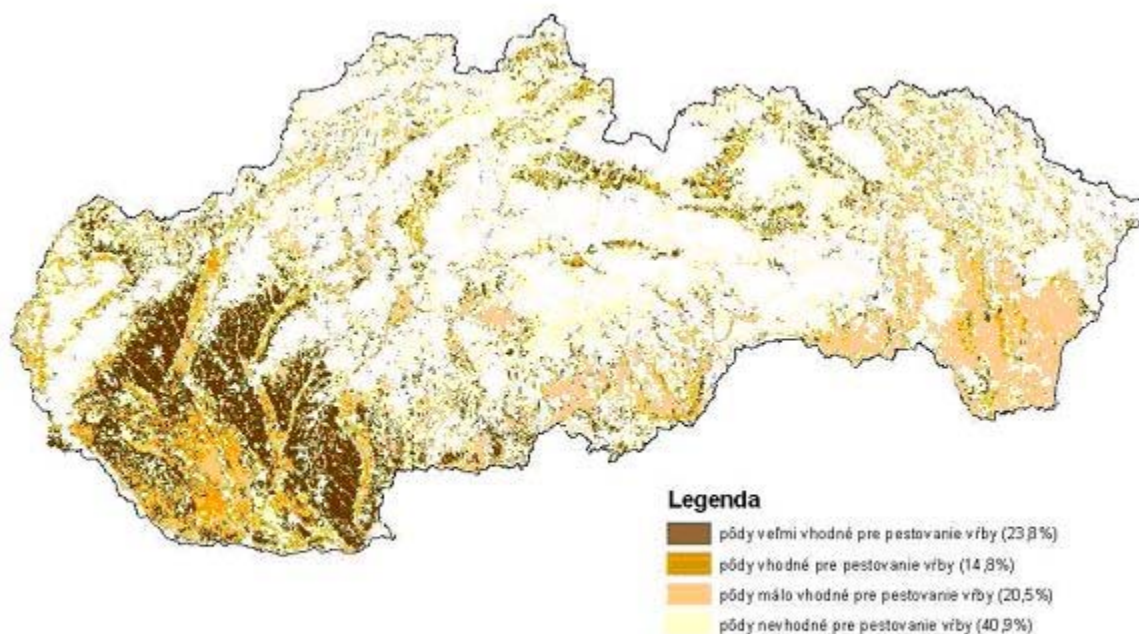 Legenda
pôdy veľmi vhodné pre pestovanie vŕby (23,8%)
pôdy vhodné pre pestovanie vŕby (14,8%)
pôdy málo vhodné pre pestovanie vŕby (20,5%)
pôdy nevhodné pre pestovanie vŕby (40,9%)